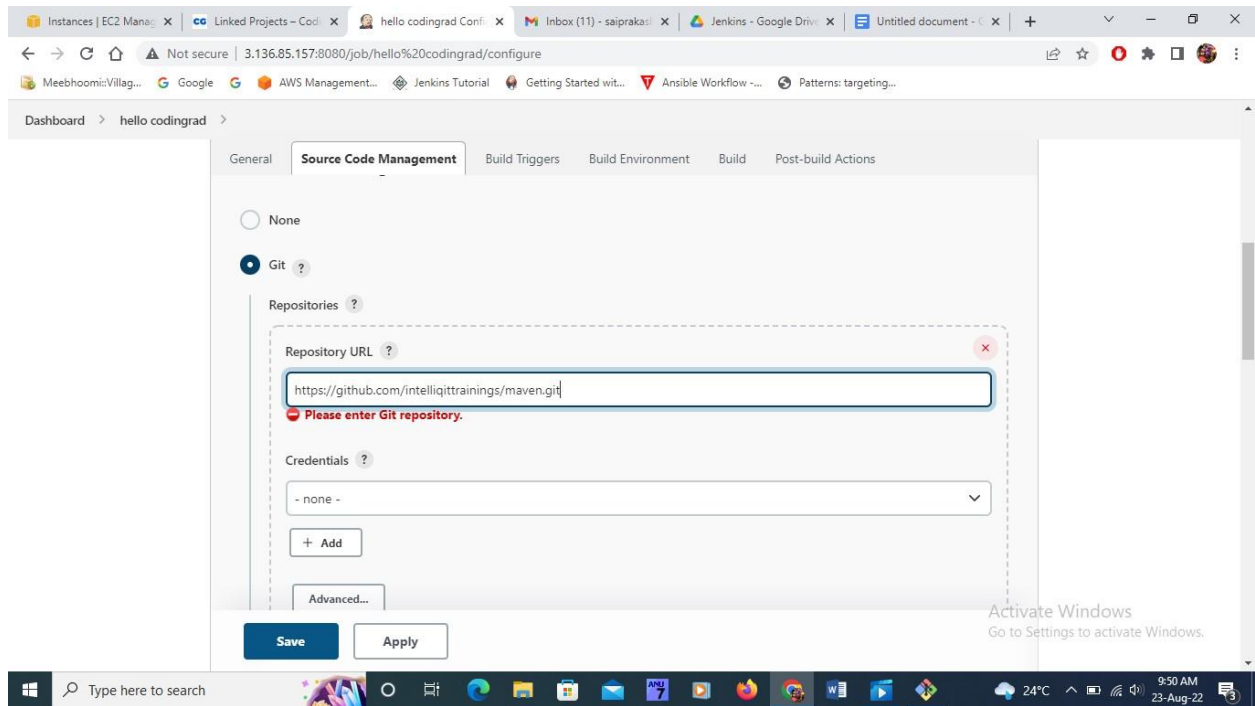 Instances | EC2 Manag
Linked Projects – Codi
hello codingrad Confi
Inbox (11) - saiprakas
Jenkins - Google Drive
Untitled document - G
Not secure | 3.136.85.157:8080/job/hello%20codingrad/configure
Meebhoomi::Villag... Google AWS Management... Jenkins Tutorial Getting Started wit... Ansible Workflow -... Patterns: targeting...
Dashboard > hello codingrad >
General Source Code Management Build Triggers Build Environment Build Post-build Actions
None
Git ?
Repositories ?
Repository URL ?
https://github.com/intelliqittrainings/maven.git
Please enter Git repository.
Credentials ?
- none -
+ Add
Advanced...
Activate Windows
Go to Settings to activate Windows.
Save Apply
Type here to search
24°C
9:50 AM
23-Aug-22
3